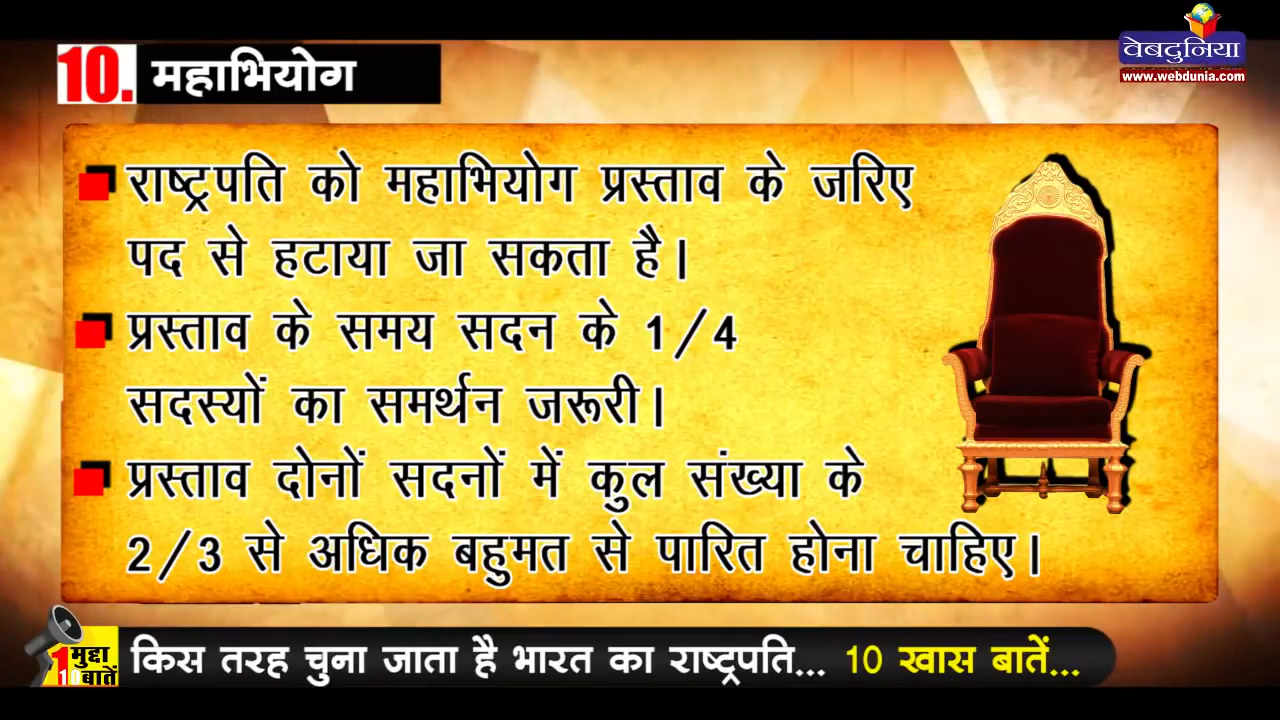 वेबदुनिया
www.webdunia.com
10. महाभियोग
राष्ट्रपति को महाभियोग प्रस्ताव के जरिए
पद से हटाया जा सकता है।
प्रस्ताव के समय सदन के 1/4
सदस्यों का समर्थन जरूरी।
प्रस्ताव दोनों सदनों में कुल संख्या के
2/3 से अधिक बहुमत से पारित होना चाहिए।
1 मुद्दा
10 बातें
किस तरह चुना जाता है भारत का राष्ट्रपति... 10 खास बातें...